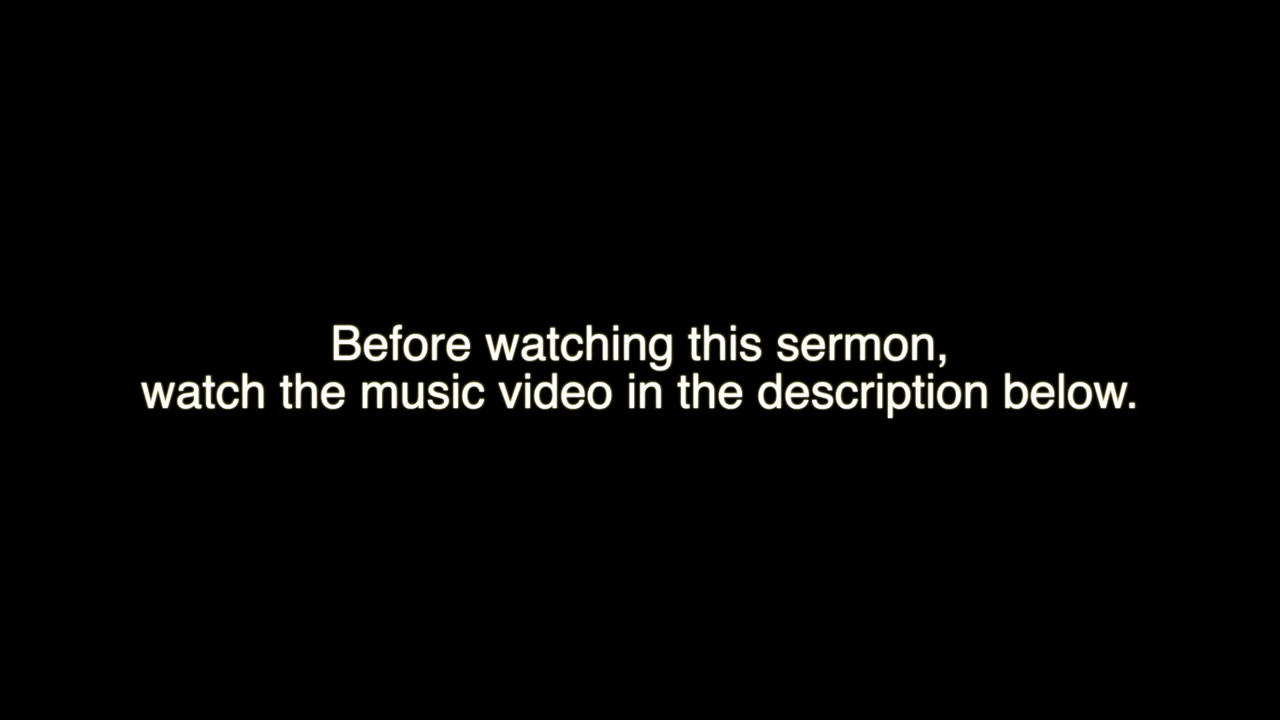 Before watching this sermon,
watch the music video in the description below.